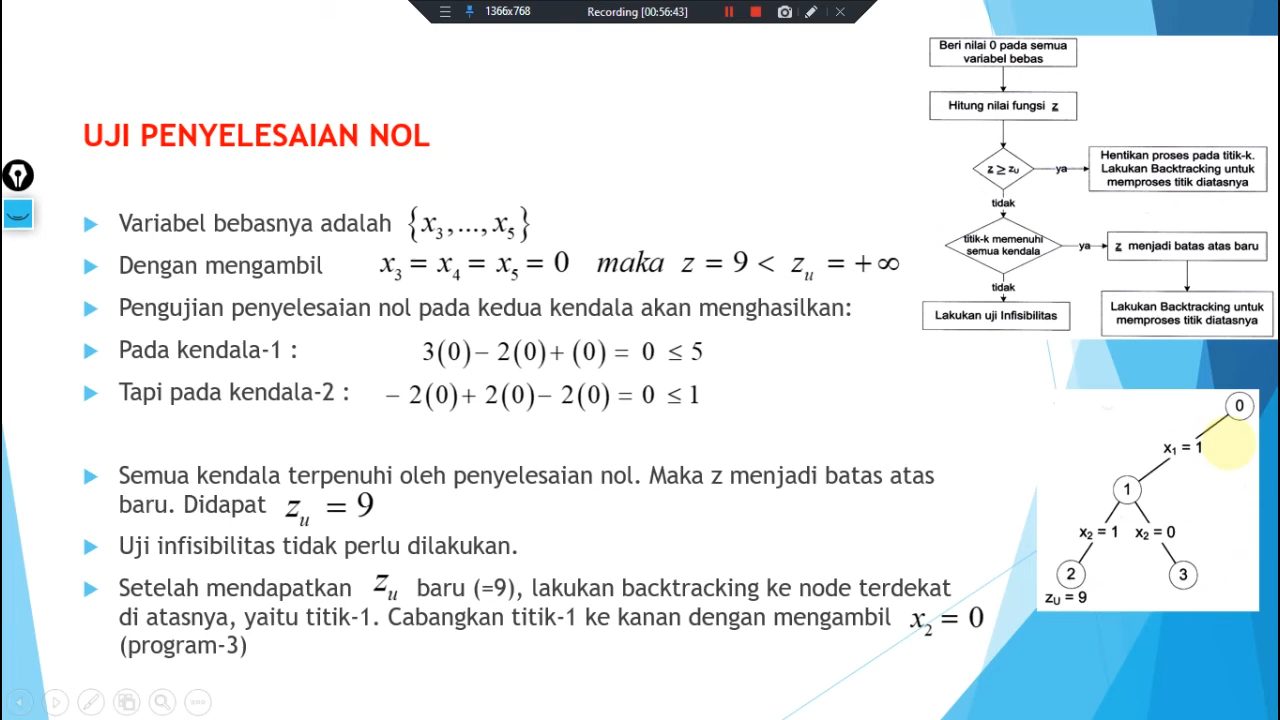 1366x768
Recording [00:56:43]
UJI PENYELESAIAN NOL
Variabel bebasnya adalah {x₃,...,x₅}
Dengan mengambil x₃ = x₄ = x₅ = 0 maka z = 9 < zᵤ = +∞
Pengujian penyelesaian nol pada kedua kendala akan menghasilkan:
Pada kendala-1 : 3(0)− 2(0)+ (0) = 0 ≤ 5
Tapi pada kendala-2 : − 2(0)+ 2(0)− 2(0) = 0 ≤ 1
Semua kendala terpenuhi oleh penyelesaian nol. Maka z menjadi batas atas
baru. Didapat zᵤ = 9
Uji infisibilitas tidak perlu dilakukan.
Setelah mendapatkan zᵤ baru (=9), lakukan backtracking ke node terdekat
di atasnya, yaitu titik-1. Cabangkan titik-1 ke kanan dengan mengambil x₂ = 0
(program-3)
Beri nilai 0 pada semua
variabel bebas
Hitung nilai fungsi z
z ≥ zᵤ
ya
Hentikan proses pada titik-k.
Lakukan Backtracking untuk
memproses titik diatasnya
tidak
titik-k memenuhi
semua kendala
ya
z menjadi batas atas baru
tidak
Lakukan uji Infisibilitas
Lakukan Backtracking untuk
memproses titik diatasnya
0
x₁ = 1
1
x₂ = 1 x₂ = 0
2 3
zᵤ = 9